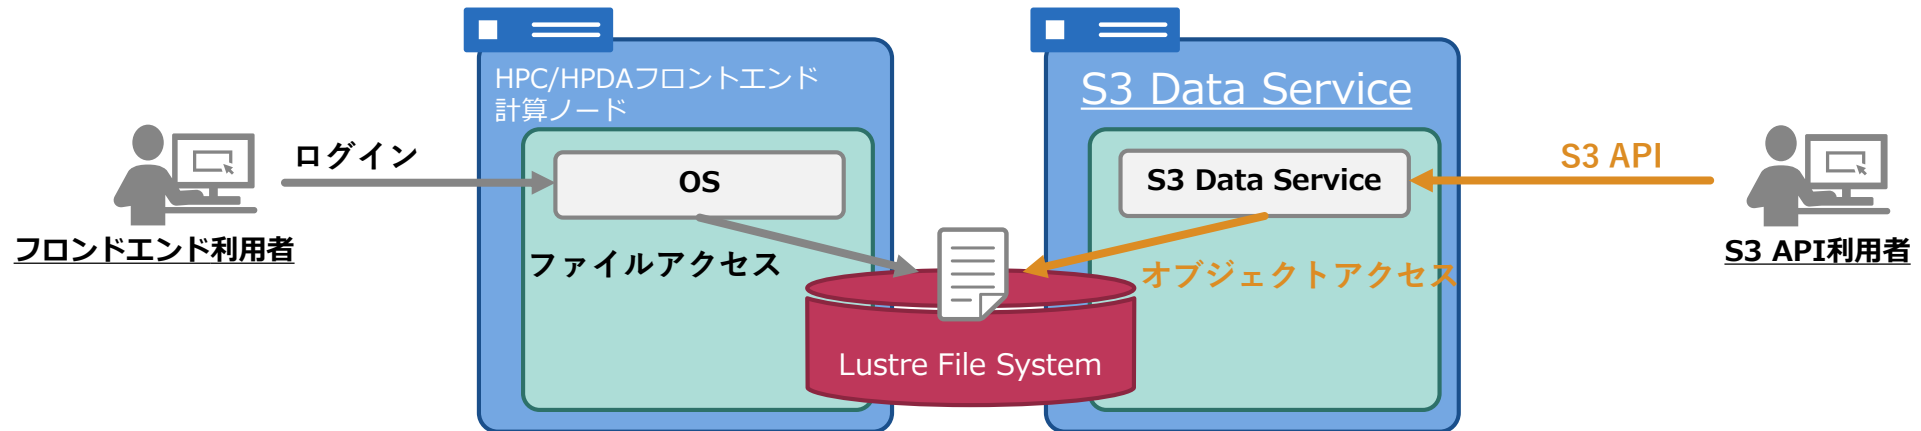 HPC/HPDAフロントエンド
計算ノード
S3 Data Service
ログイン
OS
S3 Data Service
S3 API
フロンドエンド利用者
ファイルアクセス
オブジェクトアクセス
S3 API利用者
Lustre File System